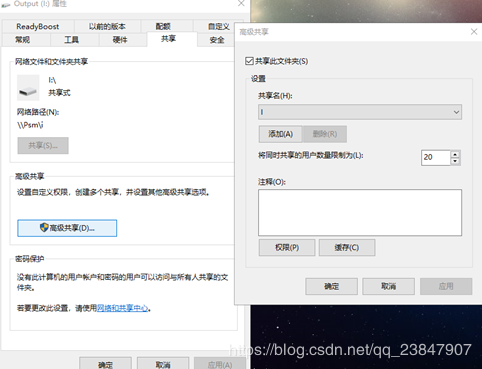 Output (I:) 属性
ReadyBoost
以前的版本
配额
自定义
常规
工具
硬件
共享
安全
网络文件和文件夹共享
I:\
共享式
网络路径(N):
\\Psm\i
共享(S)...
高级共享
设置自定义权限，创建多个共享，并设置其他高级共享选项。
高级共享(D)...
密码保护
没有此计算机的用户帐户和密码的用户可以访问与所有人共享的文
件夹。
若要更改此设置，请使用网络和共享中心。
确定
取消
应用(A)
高级共享
共享此文件夹(S)
设置
共享名(H):
I
添加(A)
删除(R)
将同时共享的用户数量限制为(L):
20
注释(O):
权限(P)
缓存(C)
确定
取消
应用
https://blog.csdn.net/qq_23847907